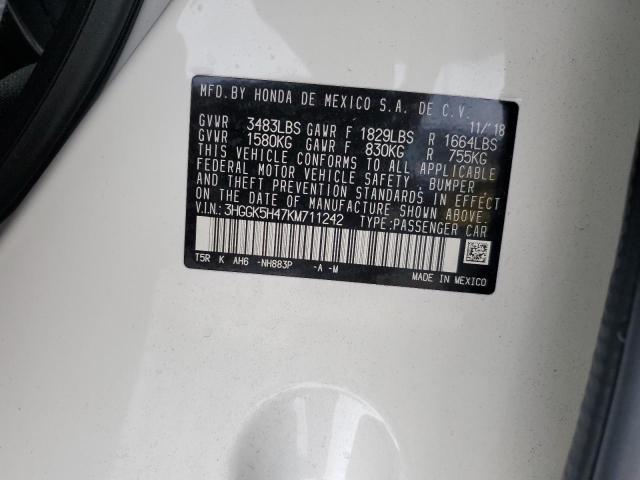 MFD.BY HONDA DE MEXICO S.A. DE C.V.
11/'18
GVWR 3483LBS GAWR F 1829LBS R 1664LBS
GVWR 1580KG GAWR F 830KG R 755KG
THIS VEHICLE CONFORMS TO ALL APPLICABLE
FEDERAL MOTOR VEHICLE SAFETY, BUMPER
AND THEFT PREVENTION STANDARDS IN EFFECT
ON THE DATE OF MANUFACTURE SHOWN ABOVE.
V.I.N.:3HGGK5H47KM711242 TYPE:PASSENGER CAR
T5R K AH6 -NH883P -A -M
MADE IN MEXICO